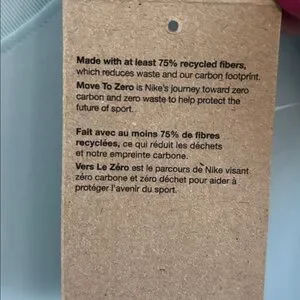 Made with at least 75% recycled fibers,
which reduces waste and our carbon footprint.
Move To Zero is Nike's journey toward zero
carbon and zero waste to help protect the
future of sport.
Fait avec au moins 75% de fibres
recyclées, ce qui réduit les déchets
et notre empreinte carbone.
Vers Le Zéro est le parcours de Nike visant
zéro carbone et zéro déchet pour aider à
protéger l'avenir du sport.